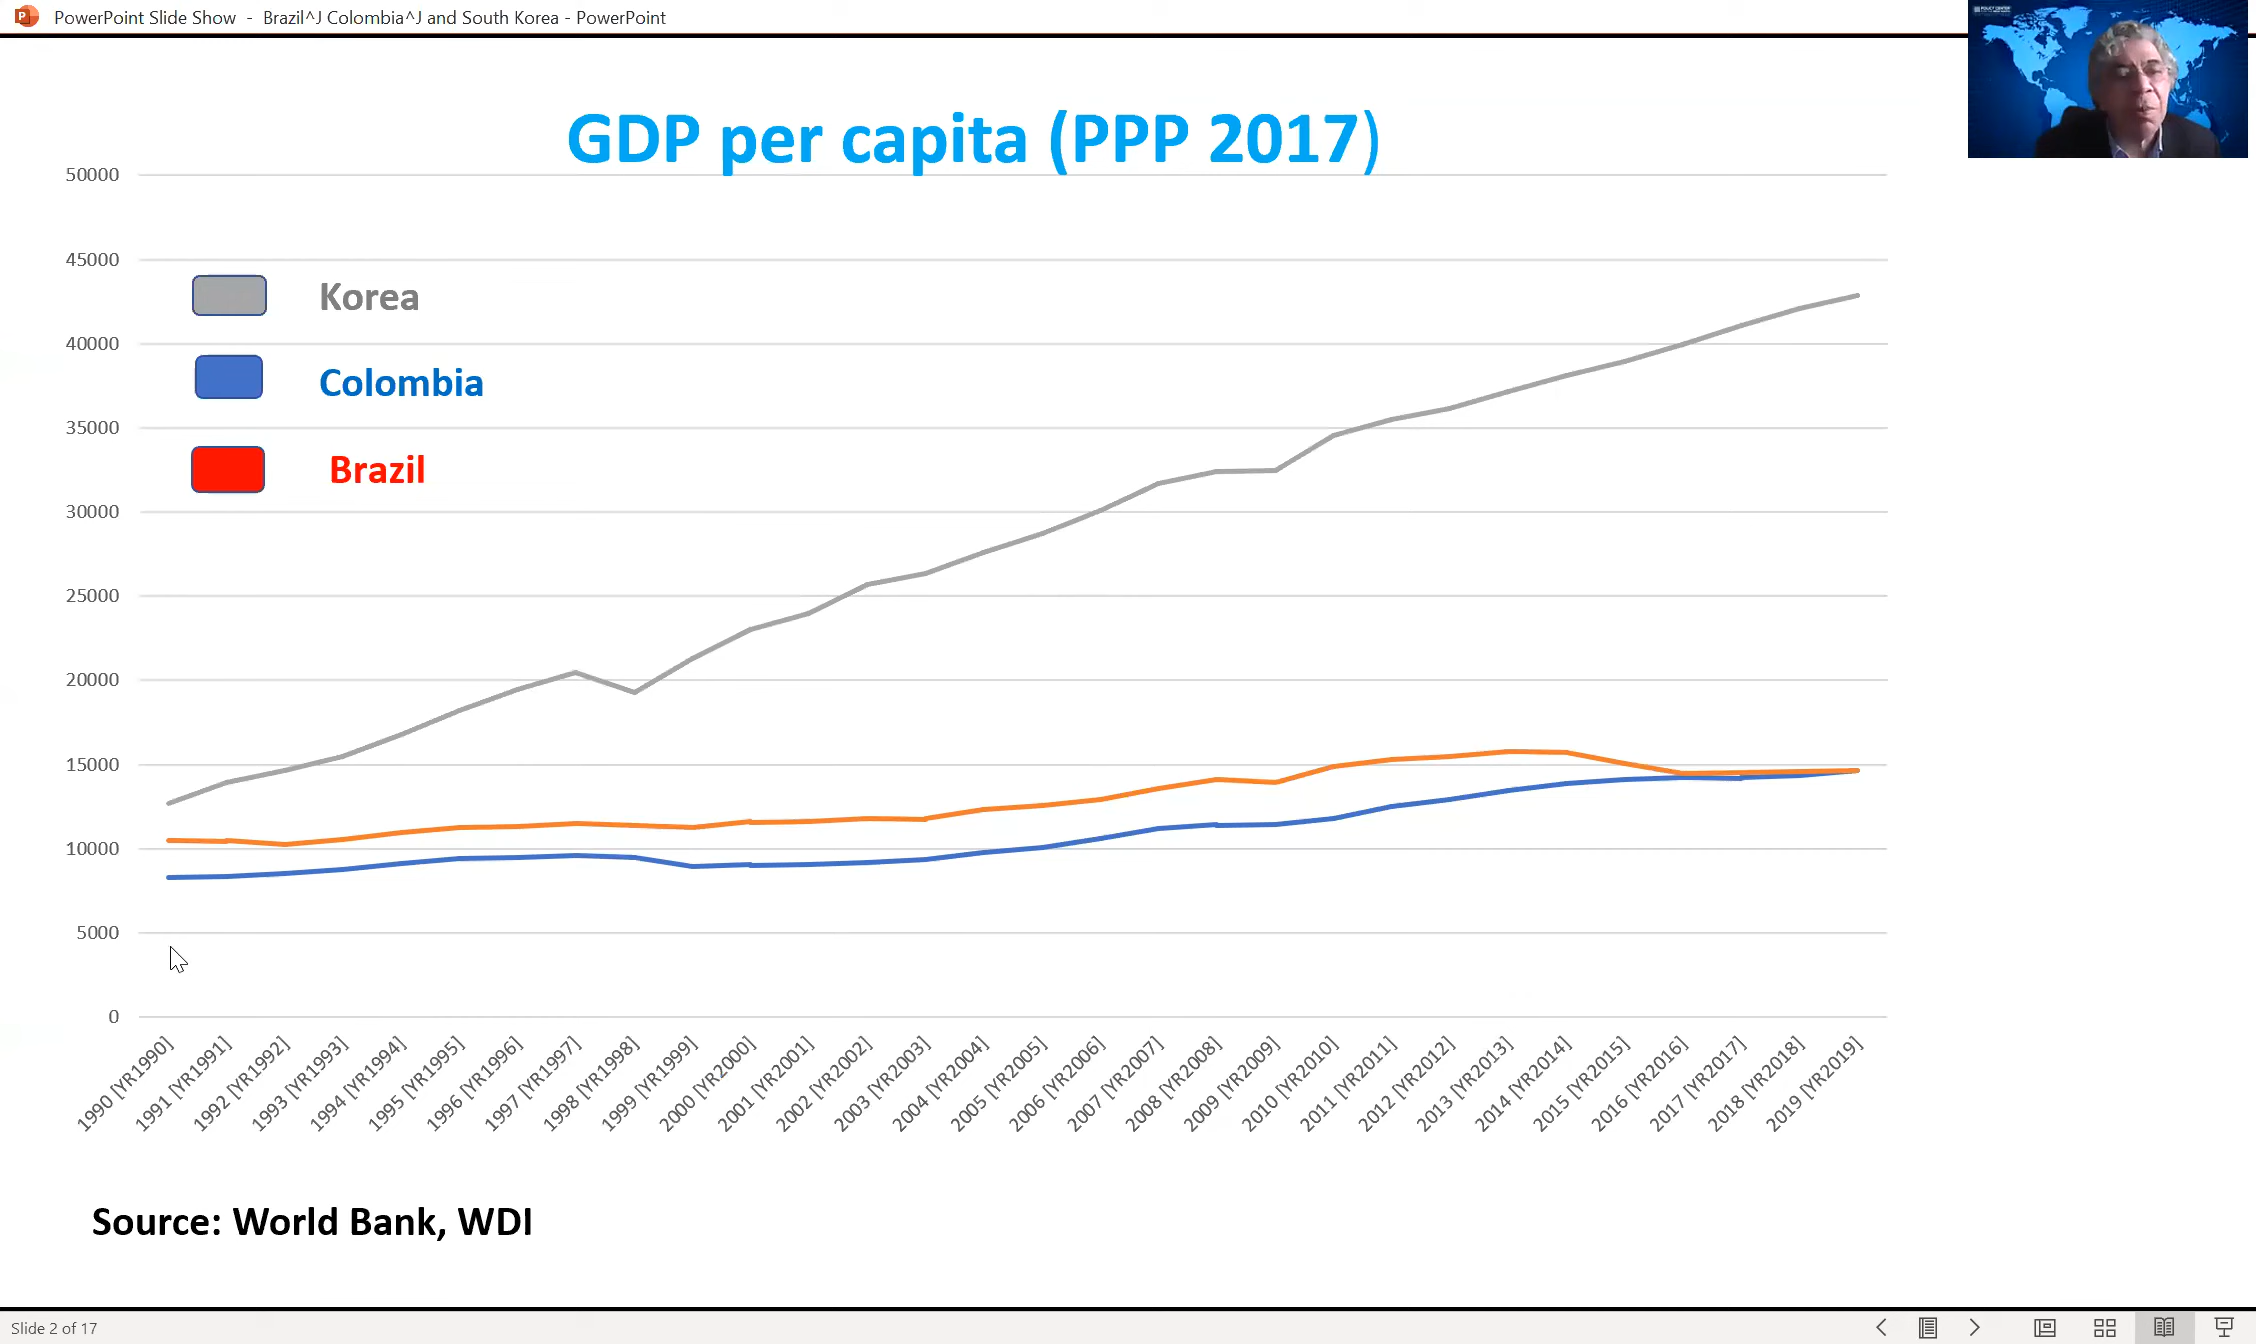 PowerPoint Slide Show - Brazil^J Colombia^J and South Korea - PowerPoint
POLICY CENTER
GDP per capita (PPP 2017)
50000
45000
40000
35000
30000
25000
20000
15000
10000
5000
0
Korea
Colombia
Brazil
1990 [YR1990]
1991 [YR1991]
1992 [YR1992]
1993 [YR1993]
1994 [YR1994]
1995 [YR1995]
1996 [YR1996]
1997 [YR1997]
1998 [YR1998]
1999 [YR1999]
2000 [YR2000]
2001 [YR2001]
2002 [YR2002]
2003 [YR2003]
2004 [YR2004]
2005 [YR2005]
2006 [YR2006]
2007 [YR2007]
2008 [YR2008]
2009 [YR2009]
2010 [YR2010]
2011 [YR2011]
2012 [YR2012]
2013 [YR2013]
2014 [YR2014]
2015 [YR2015]
2016 [YR2016]
2017 [YR2017]
2018 [YR2018]
2019 [YR2019]
Source: World Bank, WDI
Slide 2 of 17